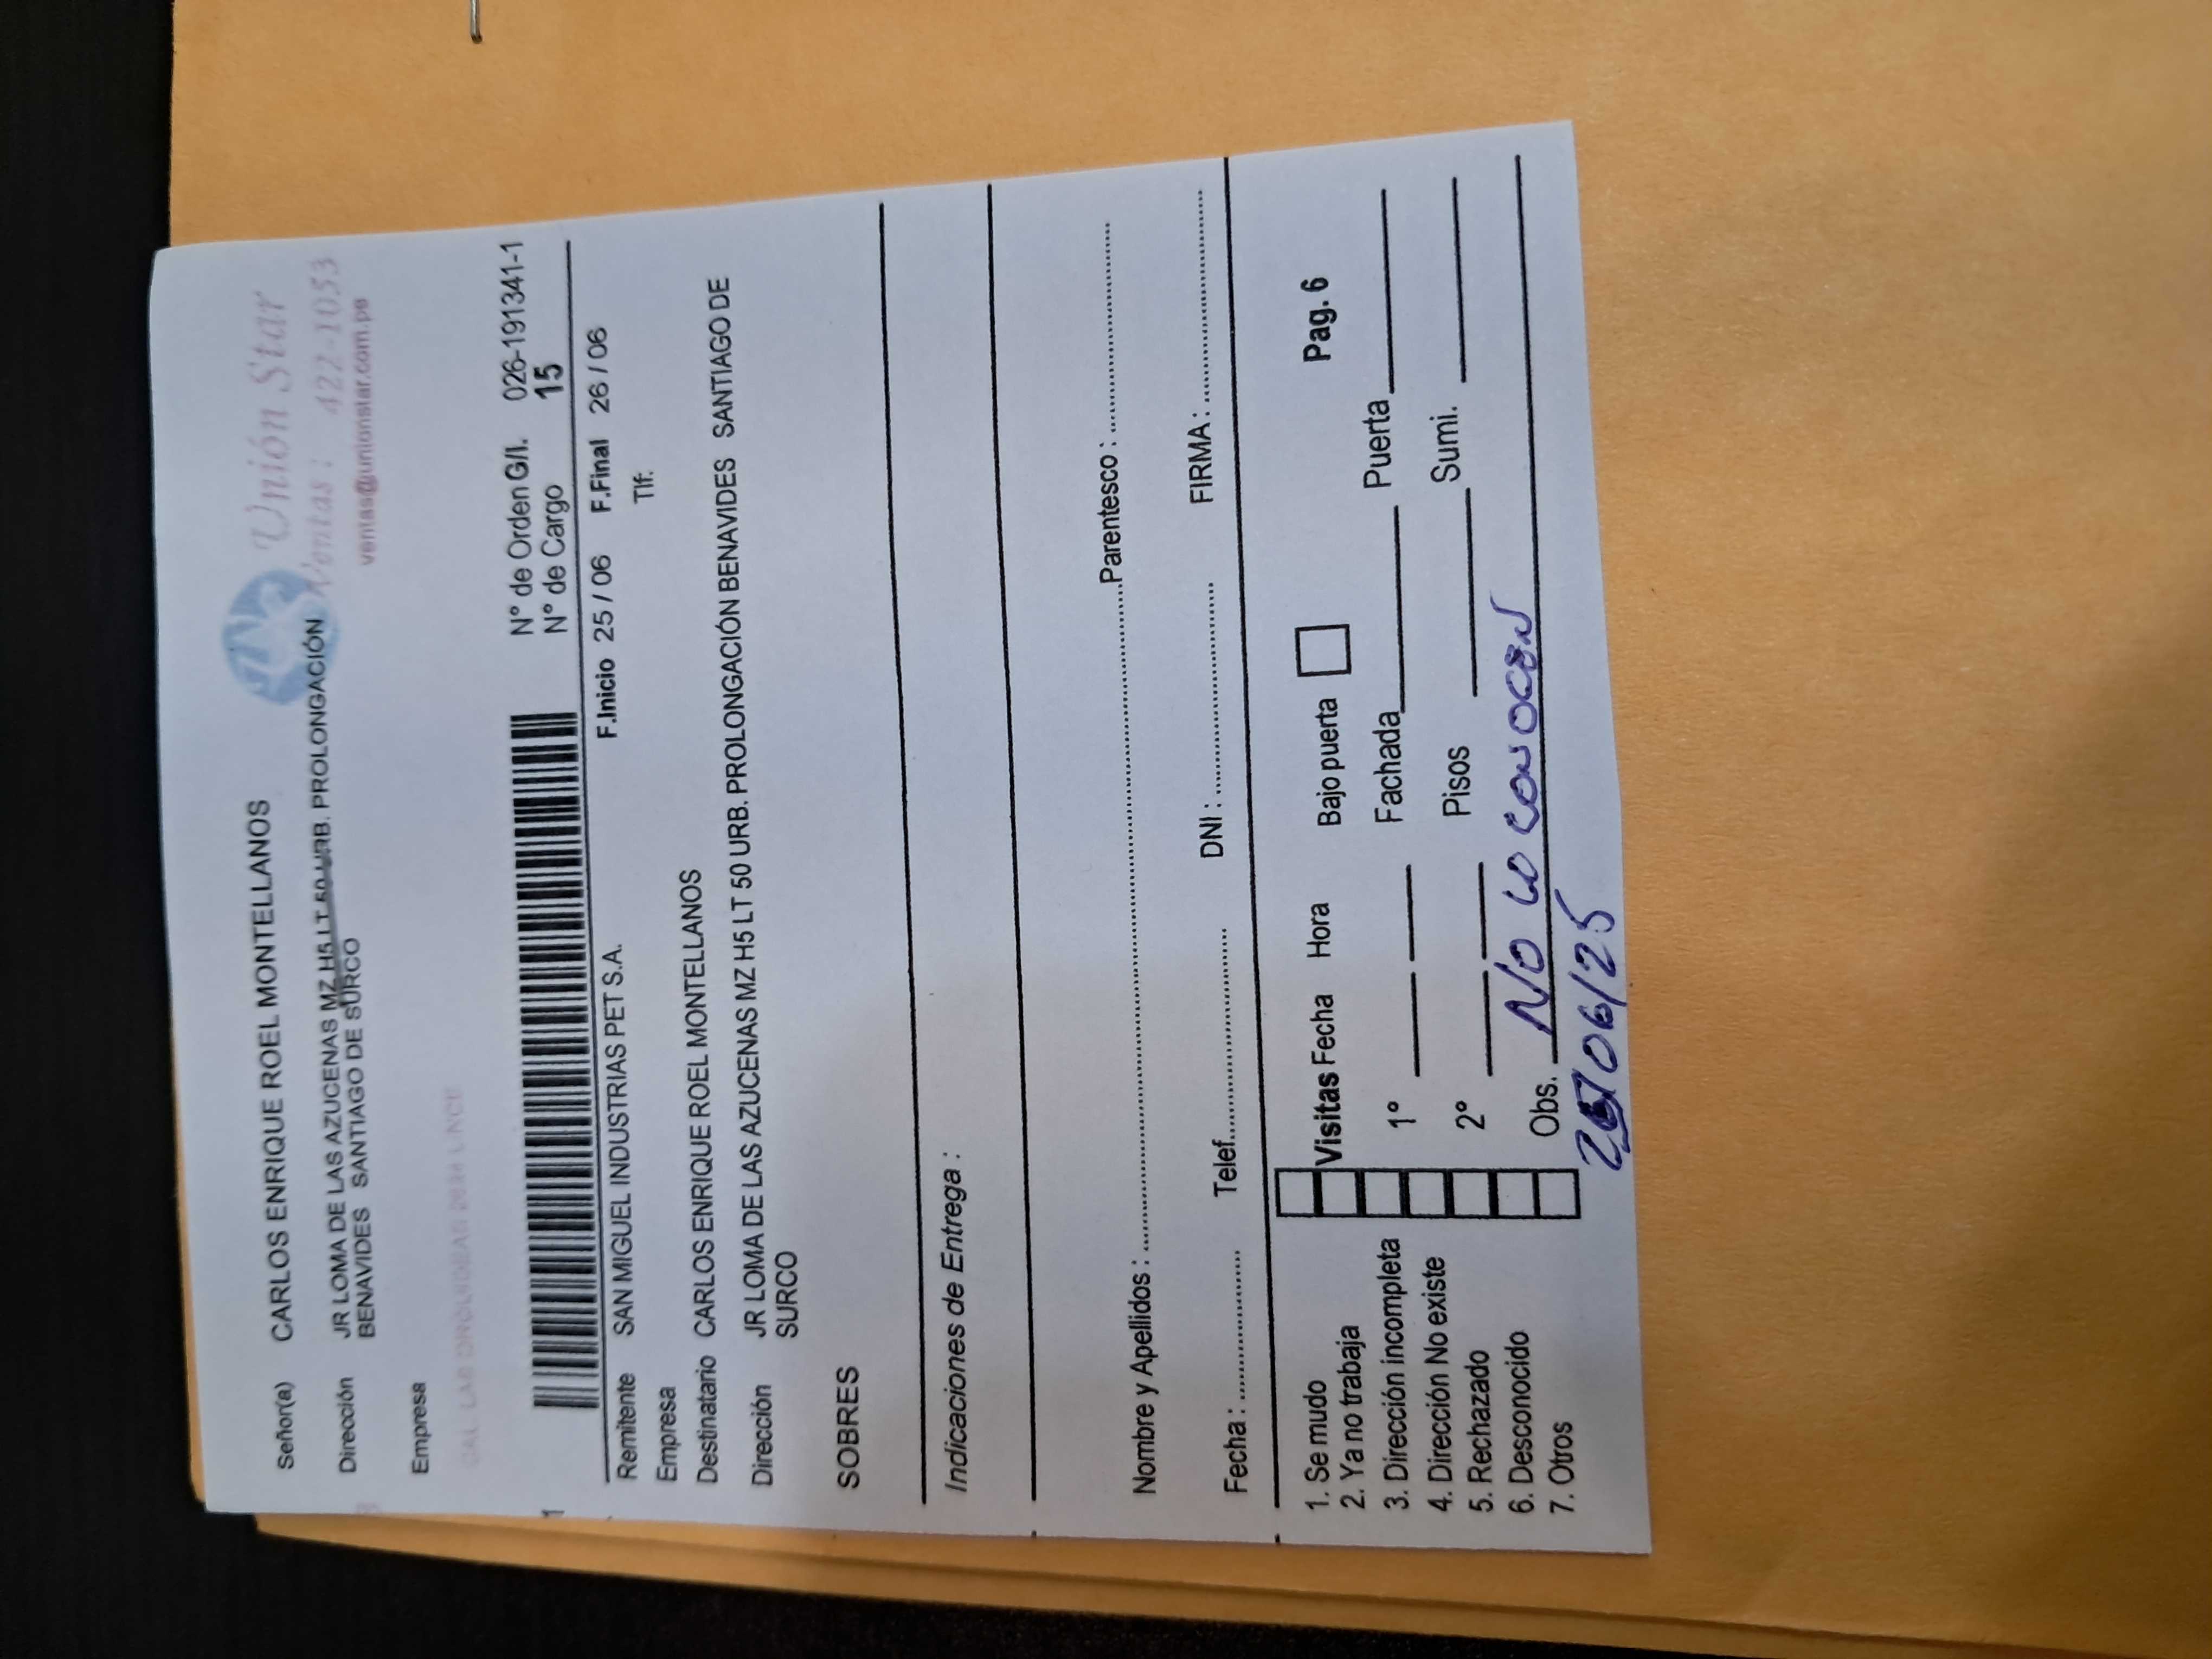 Unión Star
Ventas : 422-1053
ventas@unionstar.com.pe
Señor(a) CARLOS ENRIQUE ROEL MONTELLANOS
Dirección JR LOMA DE LAS AZUCENAS MZ H5 LT 50 URB. PROLONGACIÓN
BENAVIDES SANTIAGO DE SURCO
Empresa
1
N° de Orden G/I. 026-191341-1
N° de Cargo 15
F.Inicio 25 / 06 F.Final 26 / 06
Remitente SAN MIGUEL INDUSTRIAS PET S.A.
Empresa Tlf:
Destinatario CARLOS ENRIQUE ROEL MONTELLANOS
Dirección JR LOMA DE LAS AZUCENAS MZ H5 LT 50 URB. PROLONGACIÓN BENAVIDES SANTIAGO DE
SURCO
SOBRES
Indicaciones de Entrega :
Nombre y Apellidos : Parentesco :
Fecha : Telef. DNI : FIRMA :
1. Se mudo Visitas Fecha Hora Bajo puerta Pag. 6
2. Ya no trabaja
3. Dirección incompleta 1° Fachada Puerta
4. Dirección No existe
5. Rechazado 2° Pisos Sumi.
6. Desconocido
7. Otros Obs. No lo conocen
/06/25